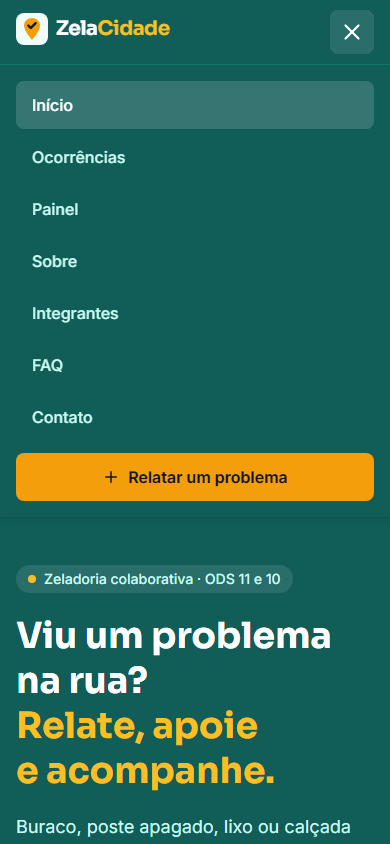 ZelaCidade
Início
Ocorrências
Painel
Sobre
Integrantes
FAQ
Contato
+ Relatar um problema
Zeladoria colaborativa · ODS 11 e 10
Viu um problema
na rua?
Relate, apoie
e acompanhe.
Buraco, poste apagado, lixo ou calçada